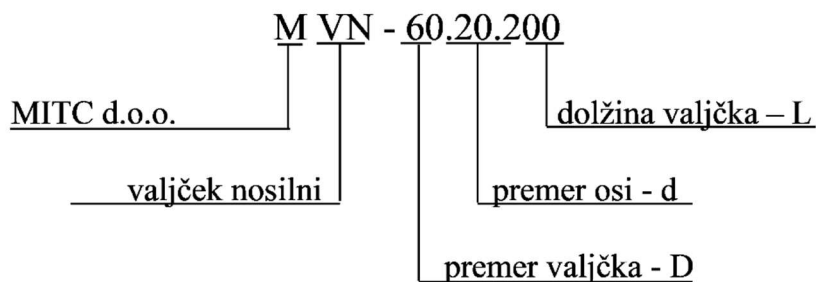 M VN - 60.20.200
MITC d.o.o.
dolžina valjčka – L
valjček nosilni
premer osi - d
premer valjčka - D